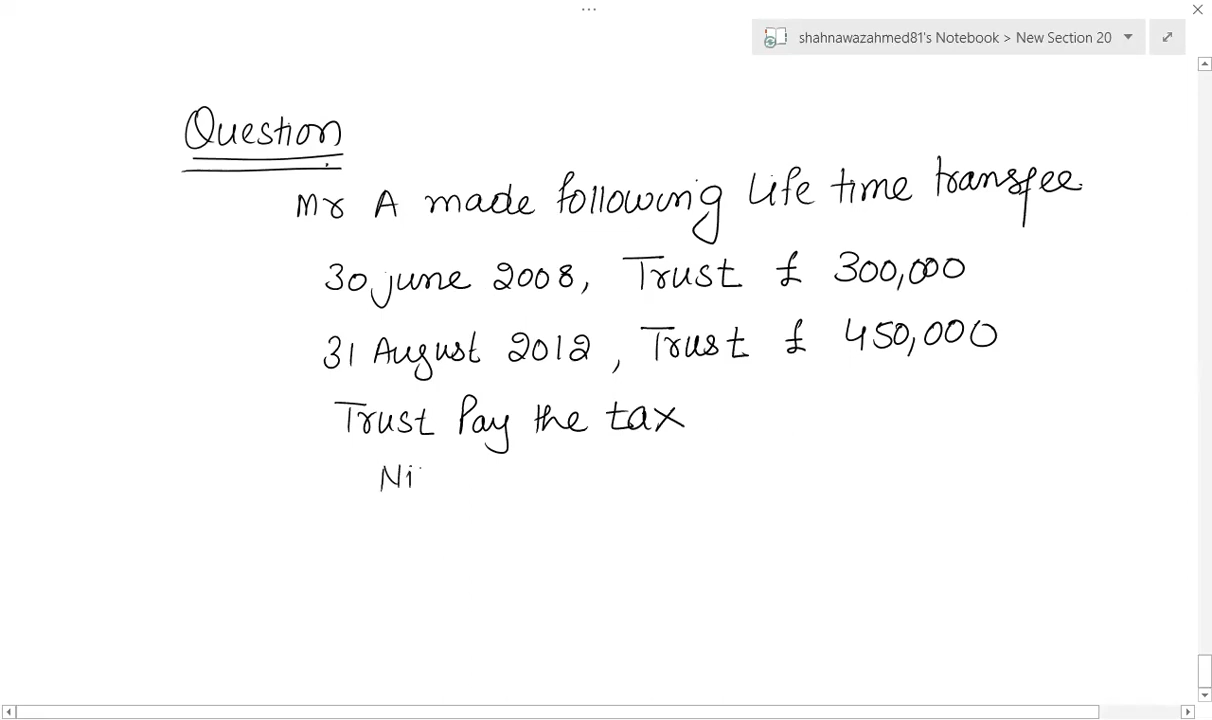 shahnawazahmed81's Notebook > New Section 20
Question
Mr A made following Life time transfee
30 june 2008, Trust £ 300,000
31 August 2012, Trust £ 450,000
Trust Pay the tax
Ni